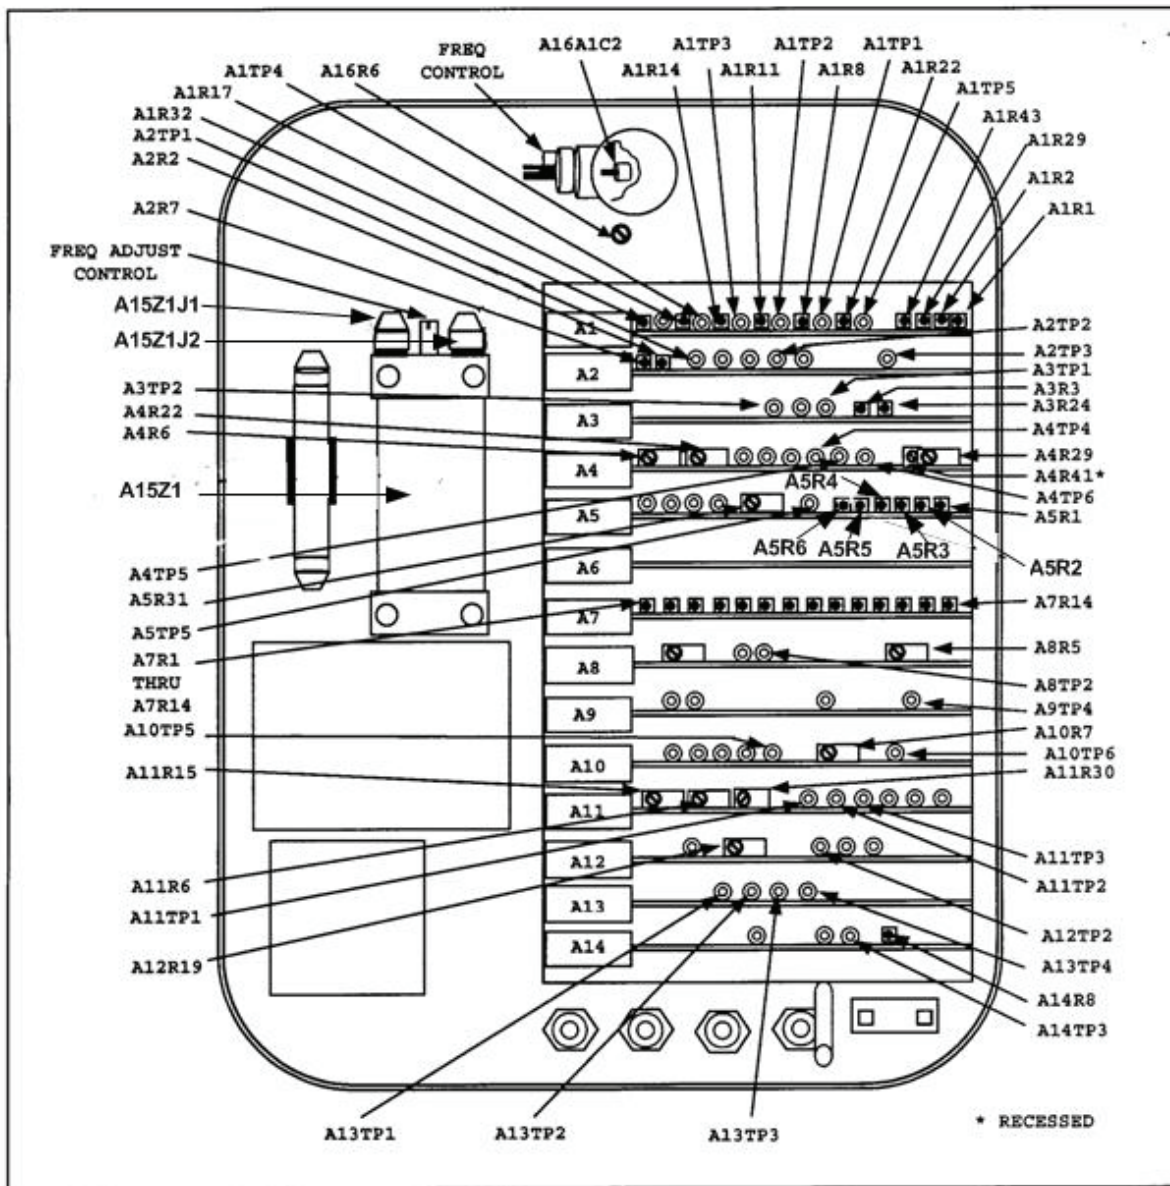 FREQ
CONTROL
A16A1C2
A1TP3
A1TP2
A1TP1
A1TP4
A16R6
A1R14
A1R11
A1R8
A1R22
A1R17
A1TP5
A1R32
A1R43
A2TP1
A1R29
A2R2
A1R2
A2R7
A1R1
FREQ ADJUST
CONTROL
A15Z1J1
A15Z1J2
A1
A2TP2
A2TP3
A2
A3TP1
A3TP2
A3R3
A4R22
A3R24
A4R6
A3
A4TP4
A4R29
A4
A5R4
A4R41*
A15Z1
A4TP6
A5
A5R1
A5R6
A5R5
A5R3
A5R2
A4TP5
A6
A5R31
A5TP5
A7
A7R14
A7R1
THRU
A7R14
A8R5
A8
A8TP2
A9
A9TP4
A10TP5
A10R7
A10
A10TP6
A11R15
A11R30
A11
A12
A11TP3
A11R6
A11TP2
A11TP1
A13
A12TP2
A12R19
A14
A13TP4
A14R8
A14TP3
A13TP1
A13TP2
A13TP3
* RECESSED